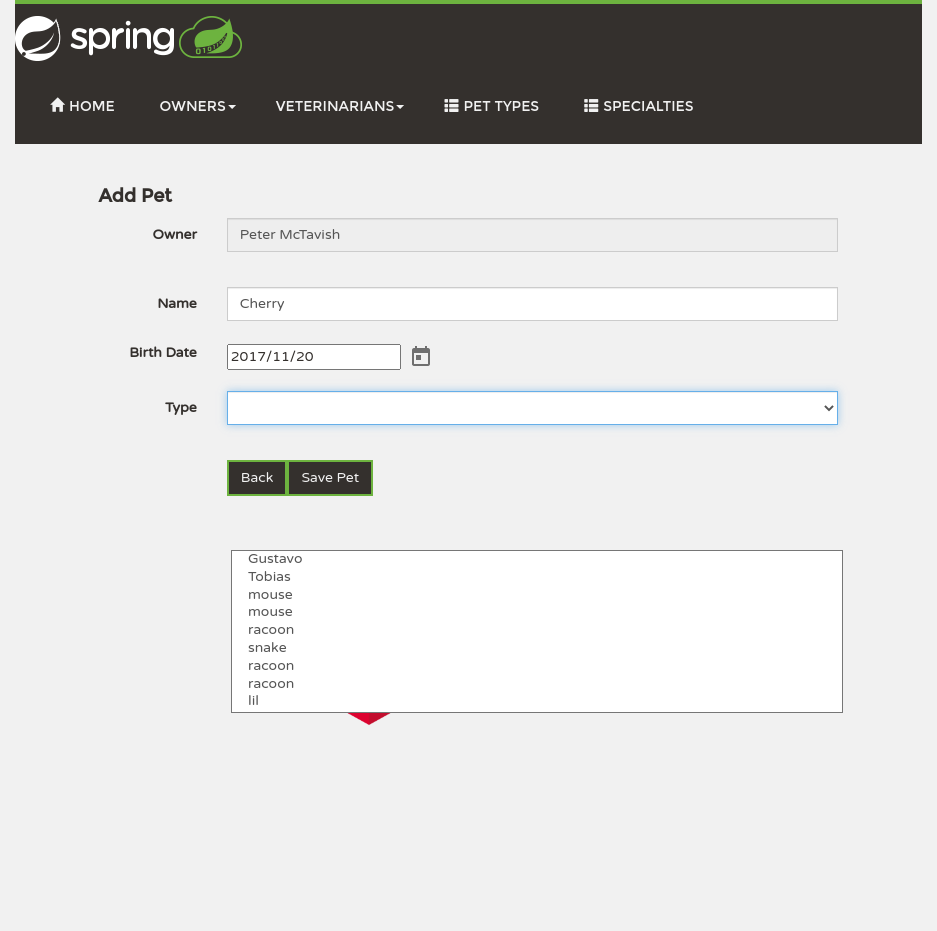 spring
HOME OWNERS VETERINARIANS PET TYPES SPECIALTIES
Add Pet
Owner Peter McTavish
Name Cherry
Birth Date 2017/11/20
Type
Back Save Pet
Gustavo
Tobias
mouse
mouse
racoon
snake
racoon
racoon
lil